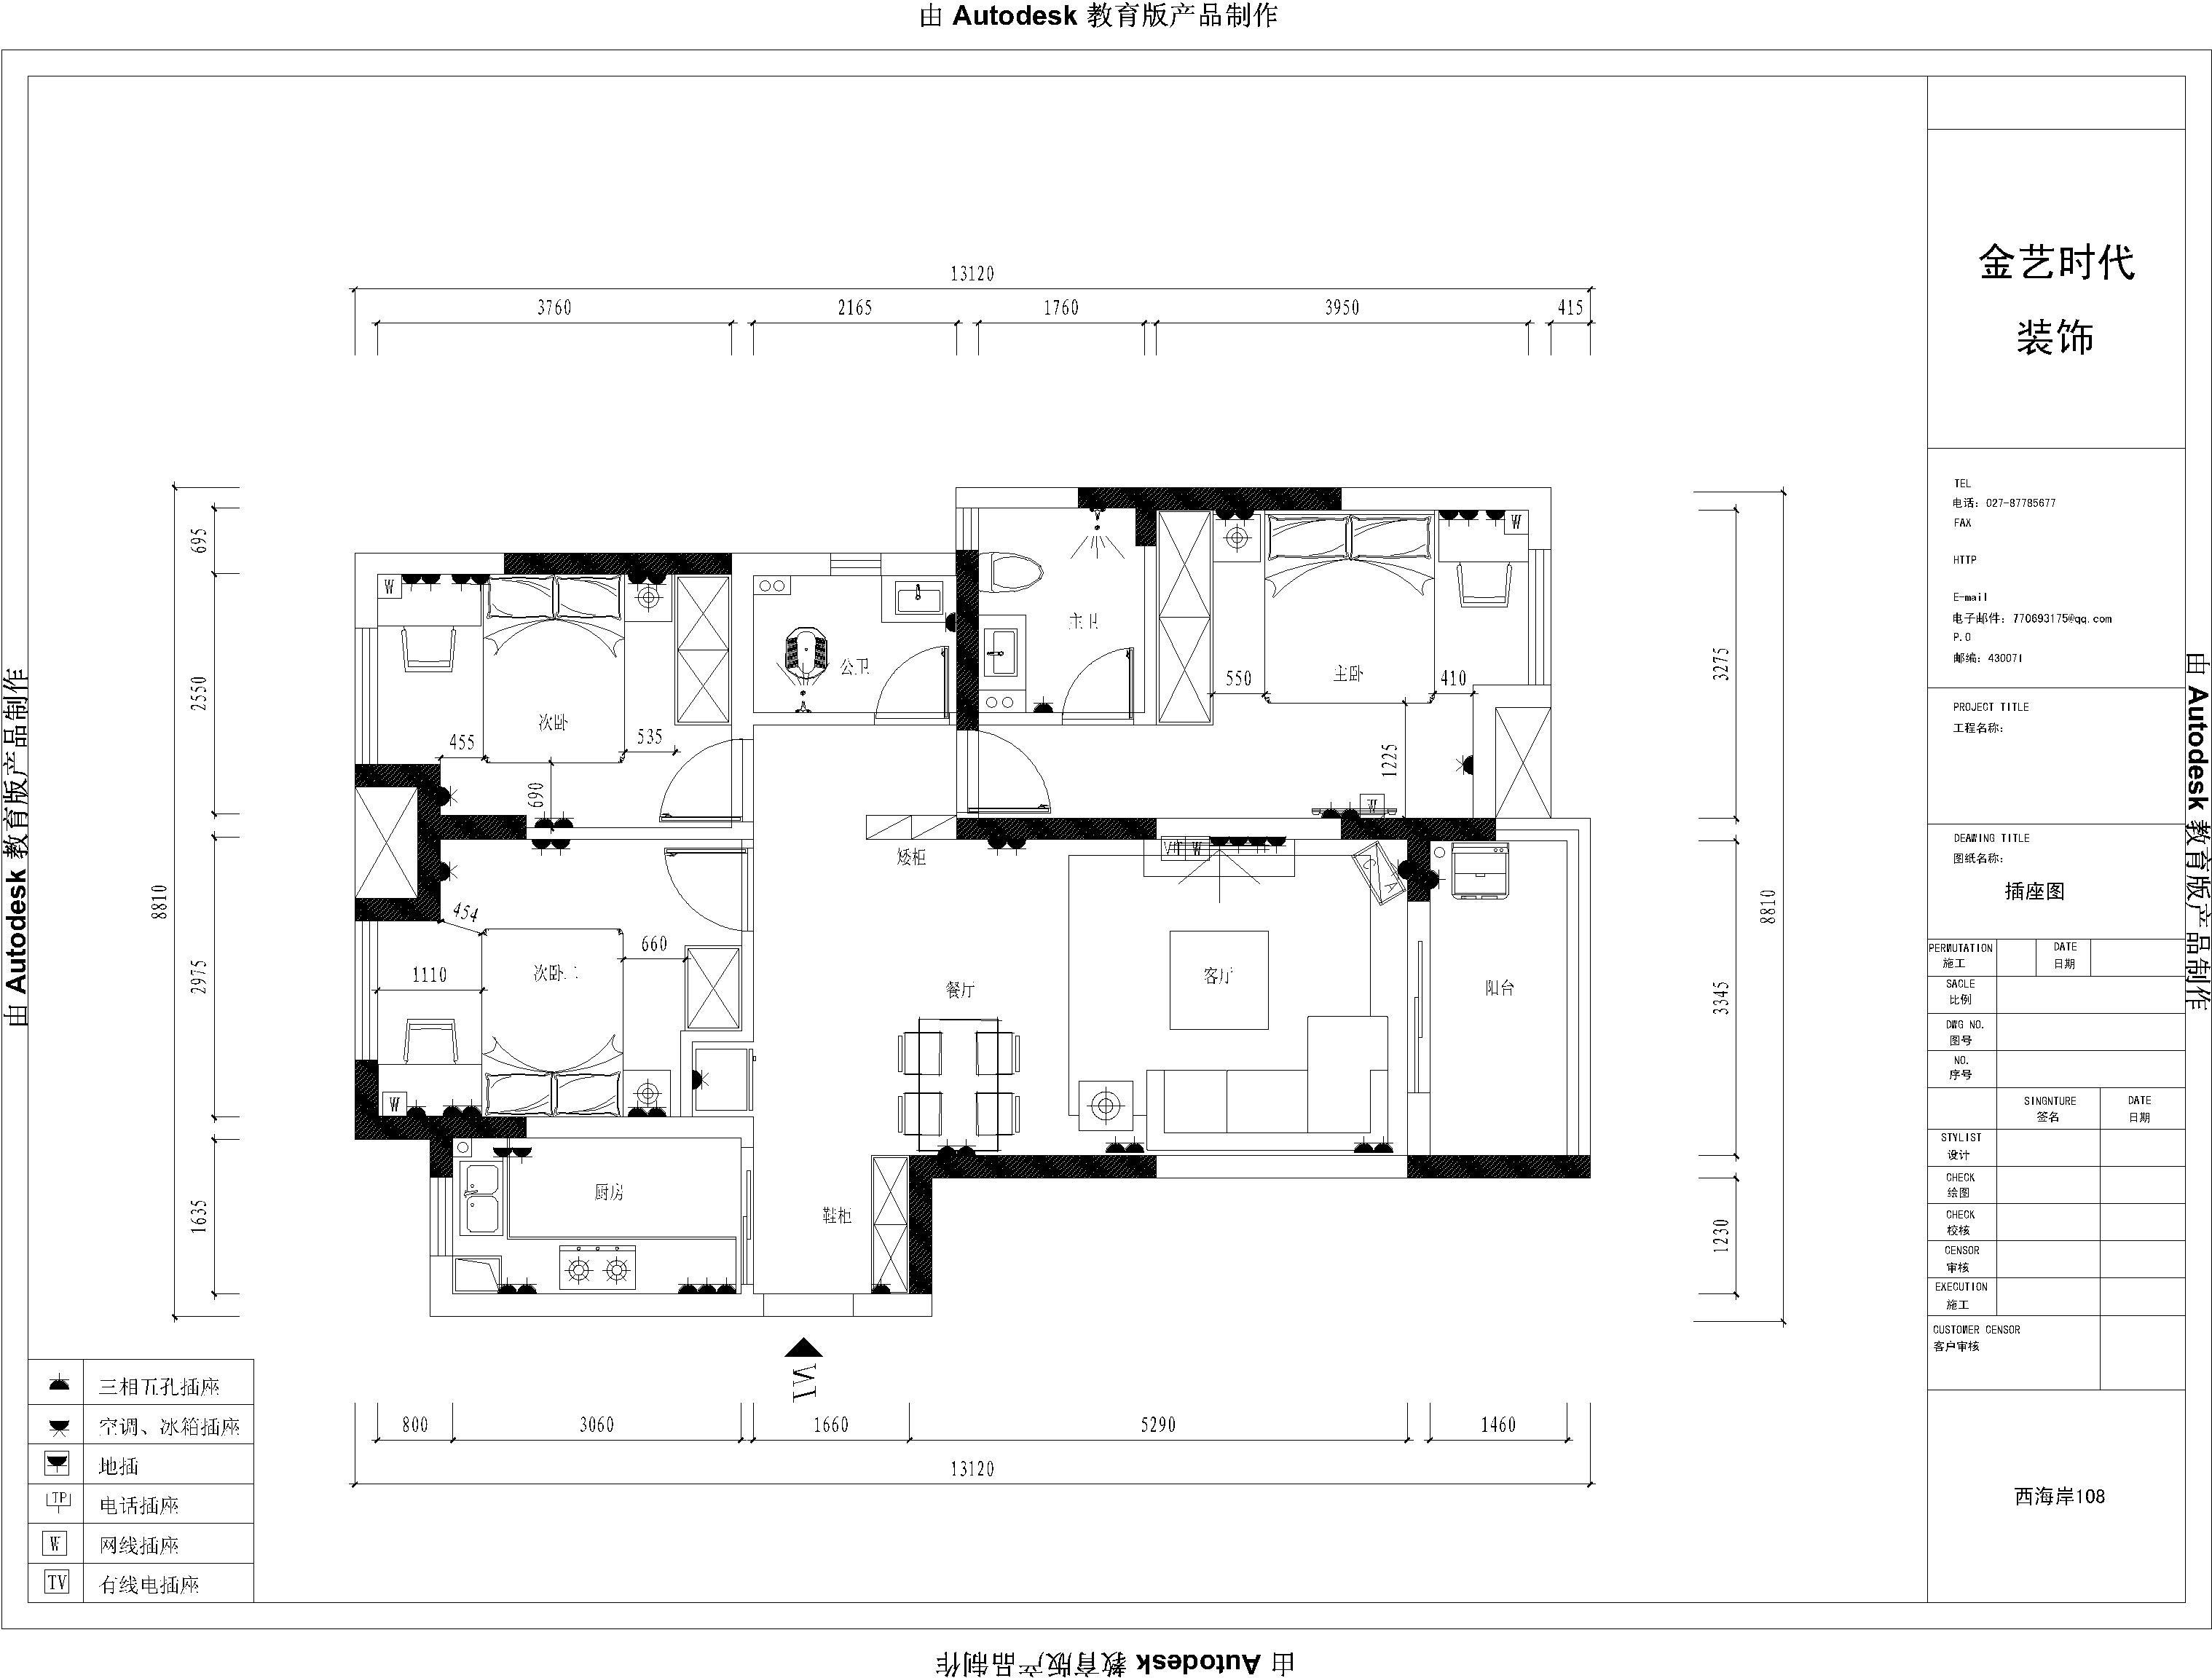 由 Autodesk 教育版产品制作
13120
3760 2165 1760 3950 415
金艺时代
装饰
TEL
电话：027-87785677
FAX
HTTP
E-mail
电子邮件：770693175@qq.com
P.O
邮编：430071
PROJECT TITLE
工程名称：
DEAWING TITLE
图纸名称：
插座图
PERMUTATION
施工
DATE
日期
SACLE
比例
DWG NO.
图号
NO.
序号
SINGNTURE
签名
DATE
日期
STYLIST
设计
CHECK
绘图
CHECK
校核
CENSOR
审核
EXECUTION
施工
CUSTOMER CENSOR
客户审核
西海岸108
由 Autodesk 教育版产品制作
由 Autodesk 教育版产品制作
8810
695
2550
2975
1635
W
次卧
455
535
690
公卫
主卫
W
主卧
550
410
1225
W
3275
3345
1230
8810
矮柜
W
客厅
餐厅
阳台
454
660
1110
次卧二
W
厨房
鞋柜
800 3060 1660 5290 1460
13120
三相五孔插座
空调、冰箱插座
地插
TP 电话插座
W 网线插座
TV 有线电插座
由 Autodesk 教育版产品制作